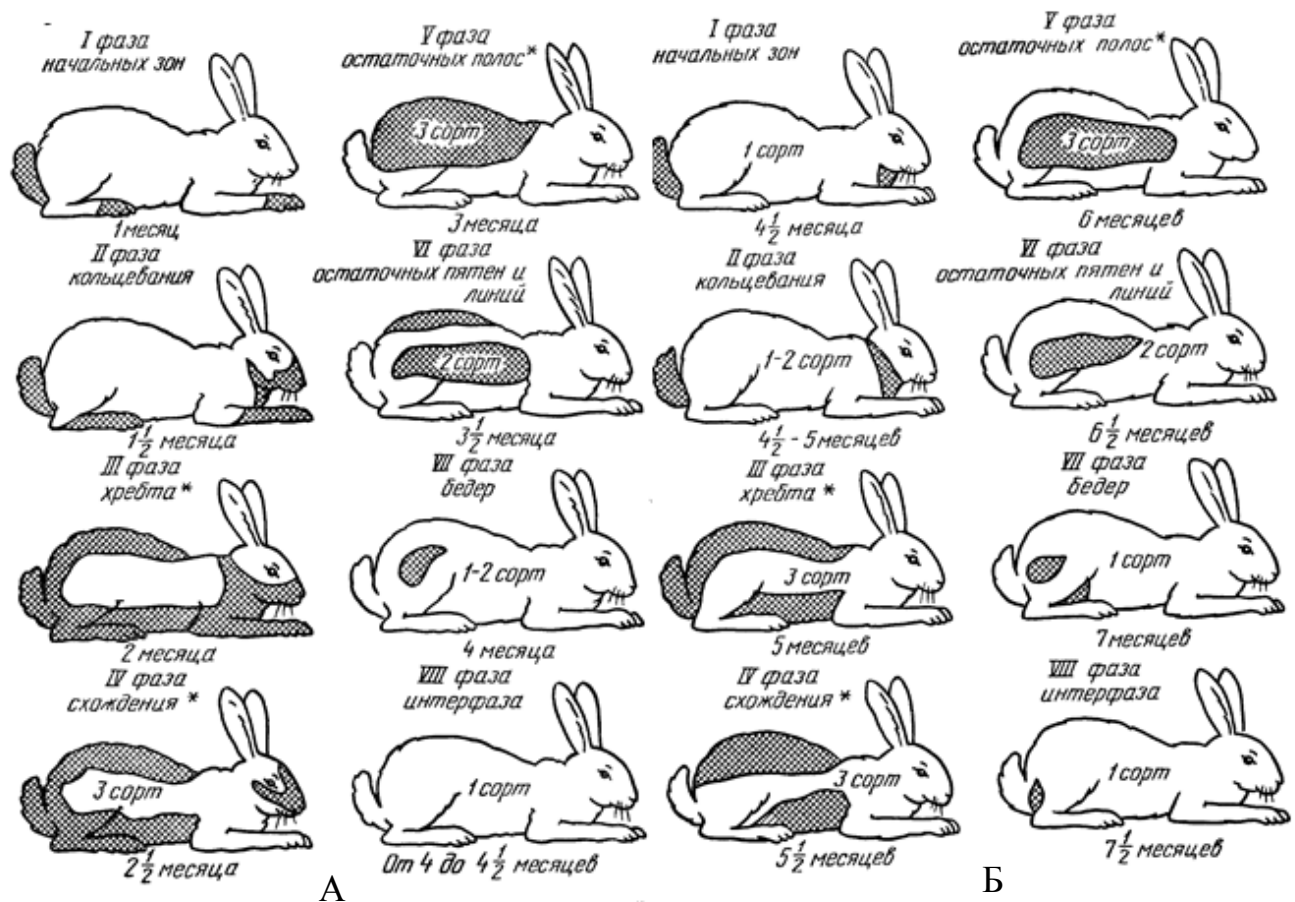 I фаза
начальных зон
1 месяц
II фаза
кольцевания
1 1/2 месяца
III фаза
хребта *
2 месяца
IV фаза
схождения *
3 сорт
2 1/2 месяца
V фаза
остаточных полос *
3 сорт
3 месяца
VI фаза
остаточных пятен и
линий
2 сорт
3 1/2 месяца
VII фаза
бедер
1-2 сорт
4 месяца
VIII фаза
интерфаза
1 сорт
От 4 до 4 1/2 месяцев
А
I фаза
начальных зон
1 сорт
4 1/2 месяца
II фаза
кольцевания
1-2 сорт
4 1/2 - 5 месяцев
III фаза
хребта *
3 сорт
5 месяцев
IV фаза
схождения *
3 сорт
5 1/2 месяцев
V фаза
остаточных полос *
3 сорт
6 месяцев
VI фаза
остаточных пятен и
линий
2 сорт
6 1/2 месяцев
VII фаза
бедер
1 сорт
7 месяцев
VIII фаза
интерфаза
1 сорт
7 1/2 месяцев
Б